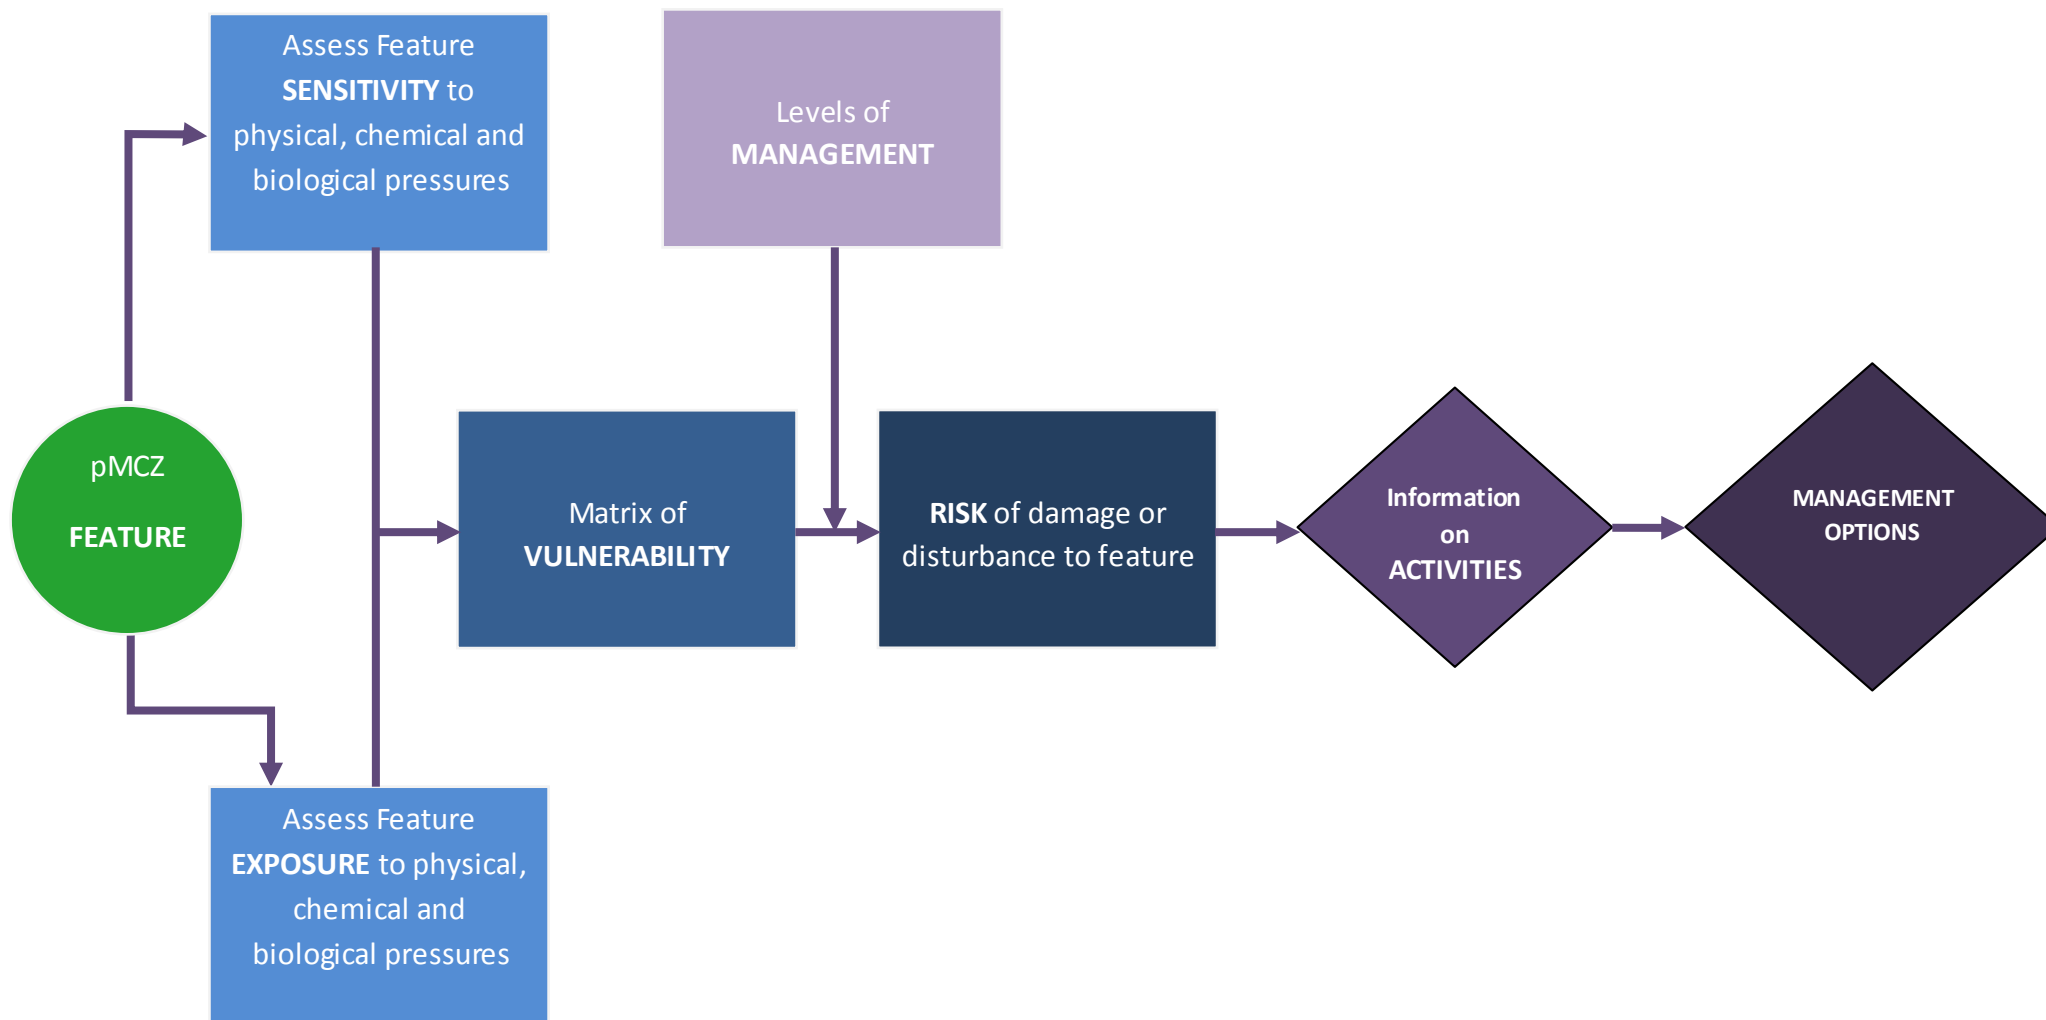 Assess Feature
SENSITIVITY to
physical, chemical and
biological pressures
Levels of
MANAGEMENT
pMCZ
FEATURE
Matrix of
VULNERABILITY
RISK of damage or
disturbance to feature
Information
on
ACTIVITIES
MANAGEMENT
OPTIONS
Assess Feature
EXPOSURE to physical,
chemical and
biological pressures